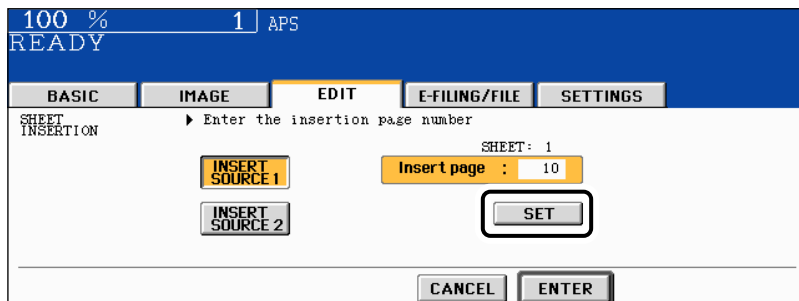 100 % 1 APS
READY
BASIC IMAGE EDIT E-FILING/FILE SETTINGS
SHEET INSERTION
▶ Enter the insertion page number
SHEET: 1
INSERT SOURCE 1
Insert page : 10
INSERT SOURCE 2
SET
CANCEL ENTER